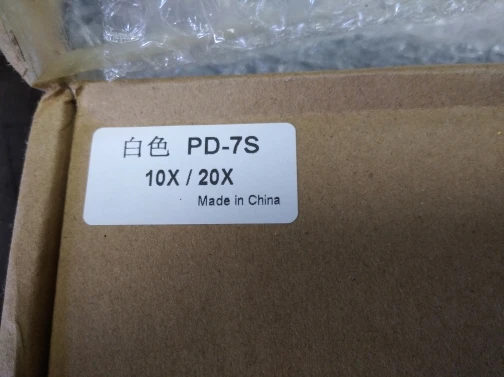 白色 PD-7S
10X / 20X
Made in China